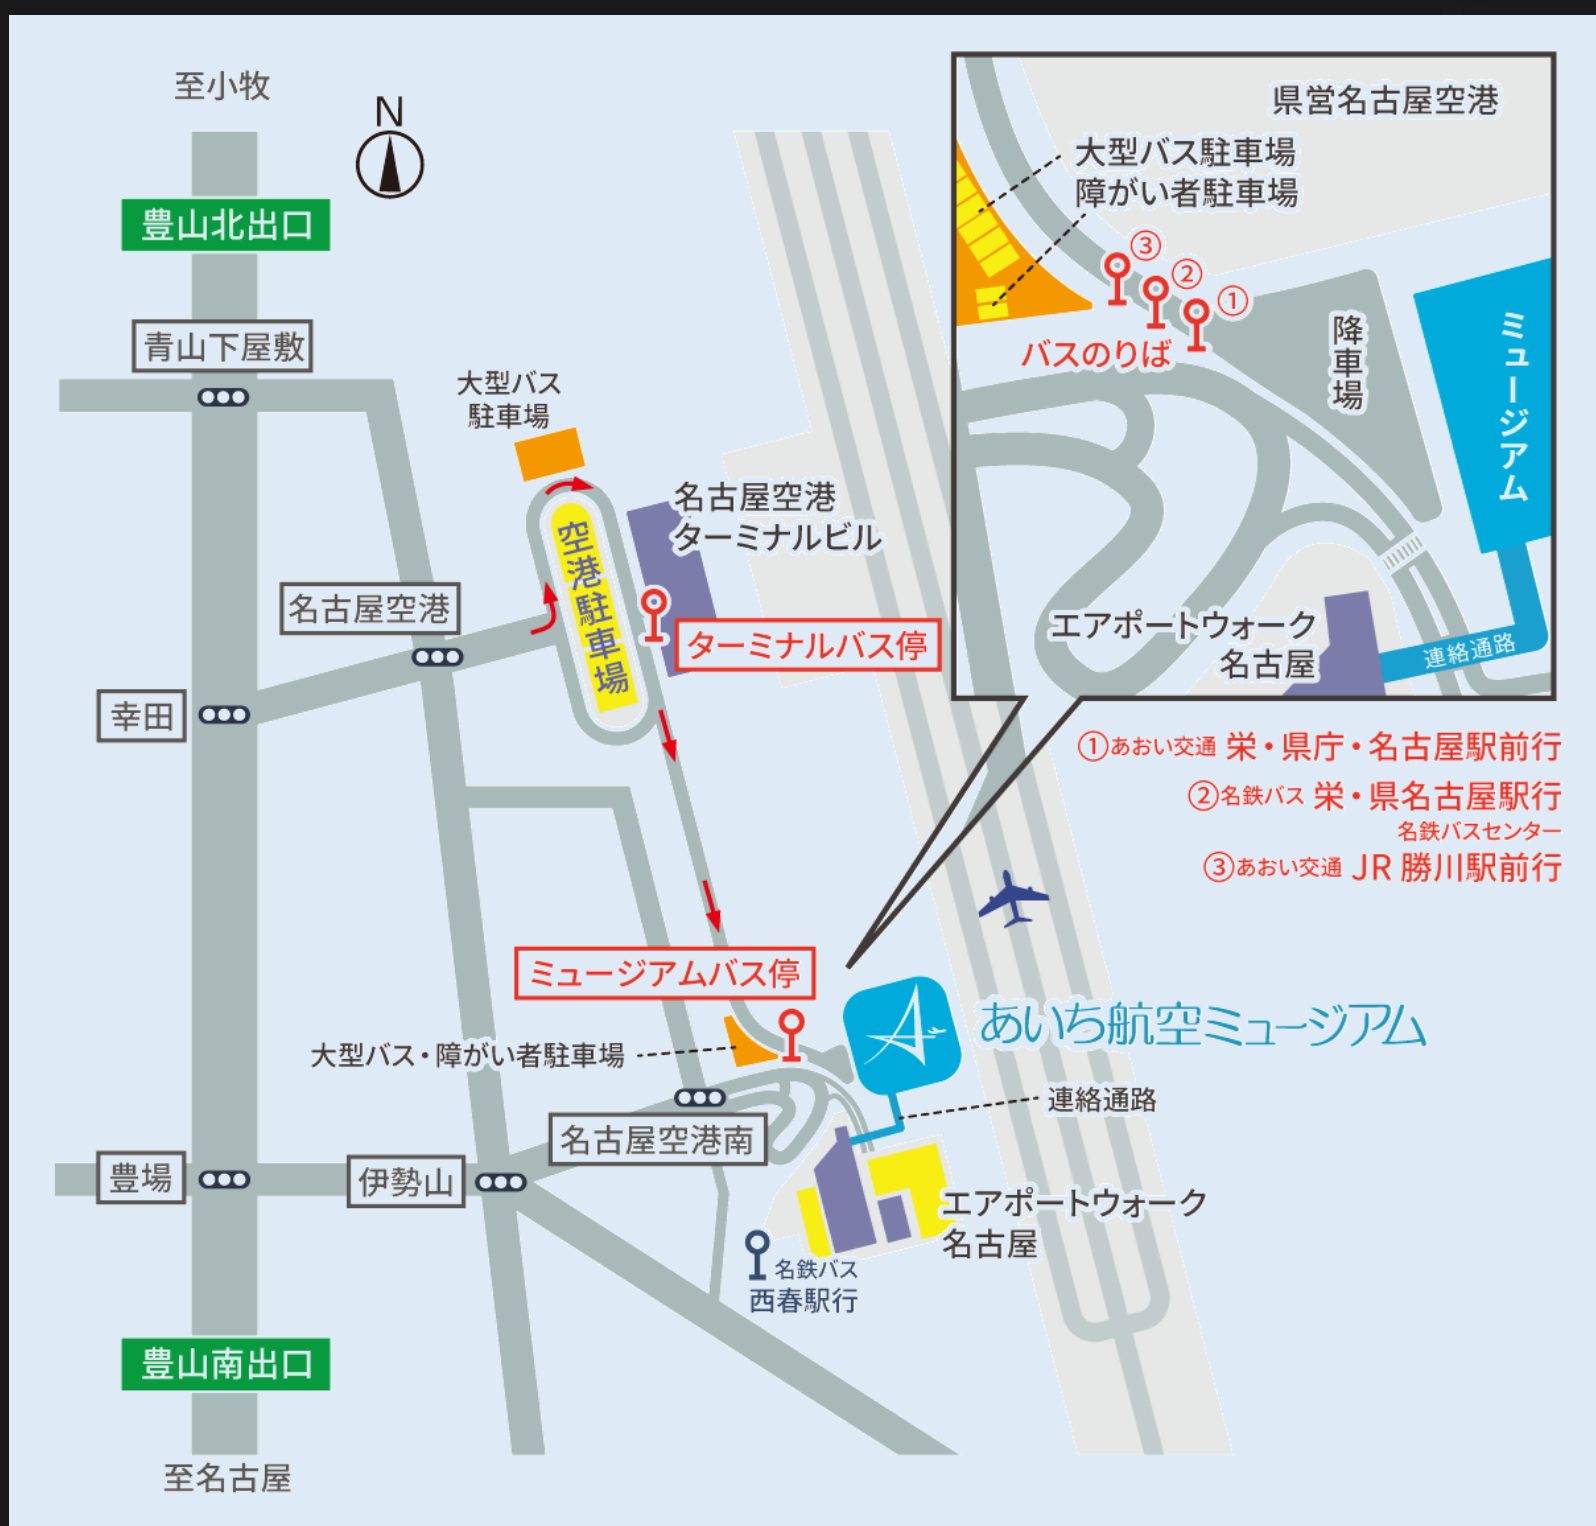 至小牧
N
豊山北出口
青山下屋敷
大型バス
駐車場
名古屋空港
ターミナルビル
空港駐車場
名古屋空港
ターミナルバス停
幸田
ミュージアムバス停
大型バス・障がい者駐車場
あいち航空ミュージアム
連絡通路
名古屋空港南
豊場
伊勢山
エアポートウォーク
名古屋
名鉄バス
西春駅行
豊山南出口
至名古屋
県営名古屋空港
大型バス駐車場
障がい者駐車場
③
②
①
バスのりば
降車場
ミュージアム
エアポートウォーク
名古屋
連絡通路
①あおい交通 栄・県庁・名古屋駅前行
②名鉄バス 栄・県名古屋駅行
名鉄バスセンター
③あおい交通 JR 勝川駅前行